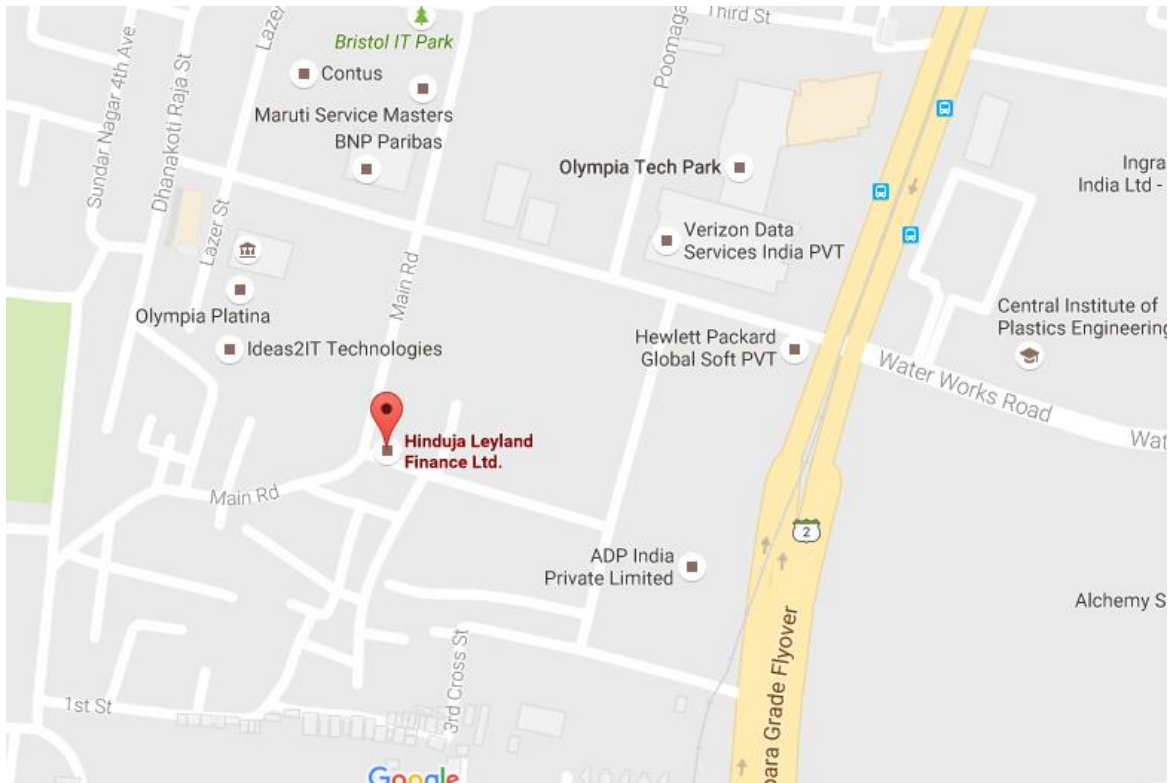 Third St
Bristol IT Park
Lazer
Poomaga
Sundar Nagar 4th Ave
Dhanakoti Raja St
Contus
Maruti Service Masters
BNP Paribas
Olympia Tech Park
Ingra
India Ltd -
Lazer St
Main Rd
Verizon Data
Services India PVT
Olympia Platina
Ideas2IT Technologies
Hewlett Packard
Global Soft PVT
Central Institute of
Plastics Engineering
Water Works Road
Wat
Hinduja Leyland
Finance Ltd.
Main Rd
2
ADP India
Private Limited
Alchemy S
para Grade Flyover
3rd Cross St
1st St
Google